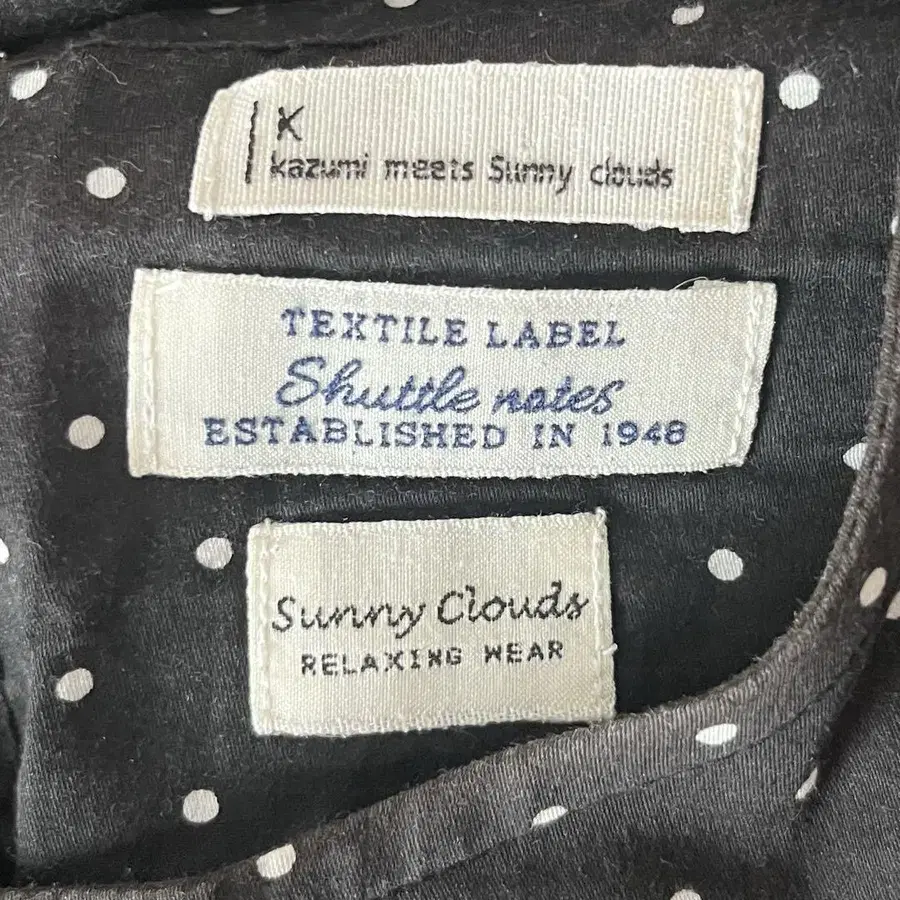 K
kazumi meets Sunny clouds
TEXTILE LABEL
Shuttle notes
ESTABLISHED IN 1948
Sunny Clouds
RELAXING WEAR